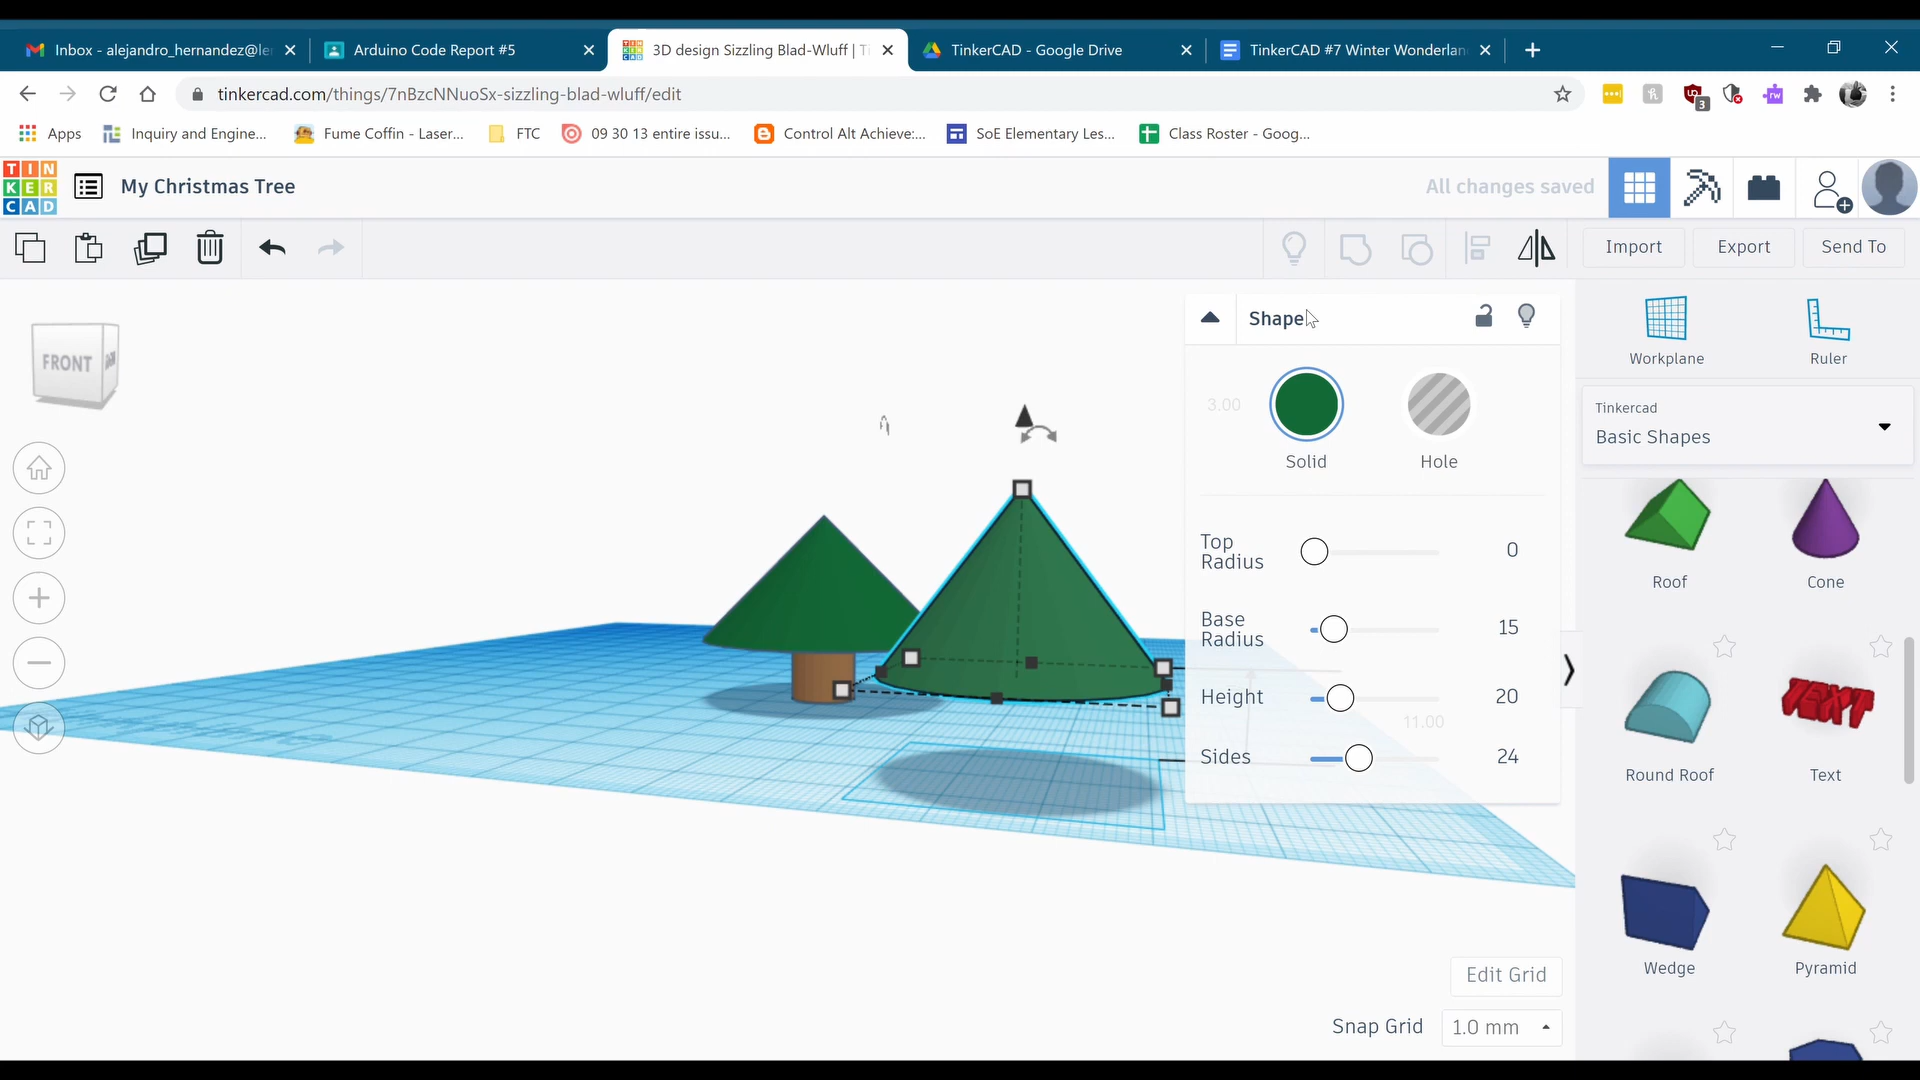 Inbox - alejandro_hernandez@le
Arduino Code Report #5
3D design Sizzling Blad-Wluff | T
TinkerCAD - Google Drive
TinkerCAD #7 Winter Wonderlan
tinkercad.com/things/7nBzcNNuoSx-sizzling-blad-wluff/edit
3
Apps
Inquiry and Engine...
Fume Coffin - Laser...
FTC
09 30 13 entire issu...
Control Alt Achieve:...
SoE Elementary Les...
Class Roster - Goog...
TIN
KER
CAD
My Christmas Tree
All changes saved
Import
Export
Send To
FRONT
Shape
Workplane
Ruler
3.00
Solid
Hole
Tinkercad
Basic Shapes
Top Radius
0
Base Radius
15
Height
20
11.00
Sides
24
Roof
Cone
Round Roof
TEXT
Text
Wedge
Pyramid
Edit Grid
Snap Grid
1.0 mm